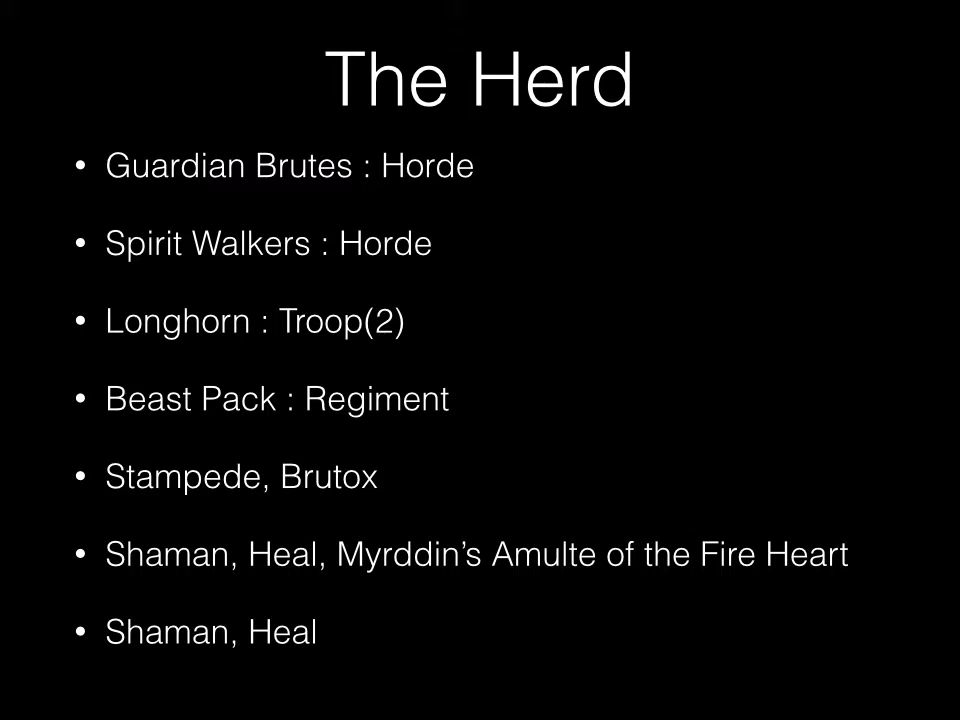 The Herd
• Guardian Brutes : Horde
• Spirit Walkers : Horde
• Longhorn : Troop(2)
• Beast Pack : Regiment
• Stampede, Brutox
• Shaman, Heal, Myrddin’s Amulte of the Fire Heart
• Shaman, Heal